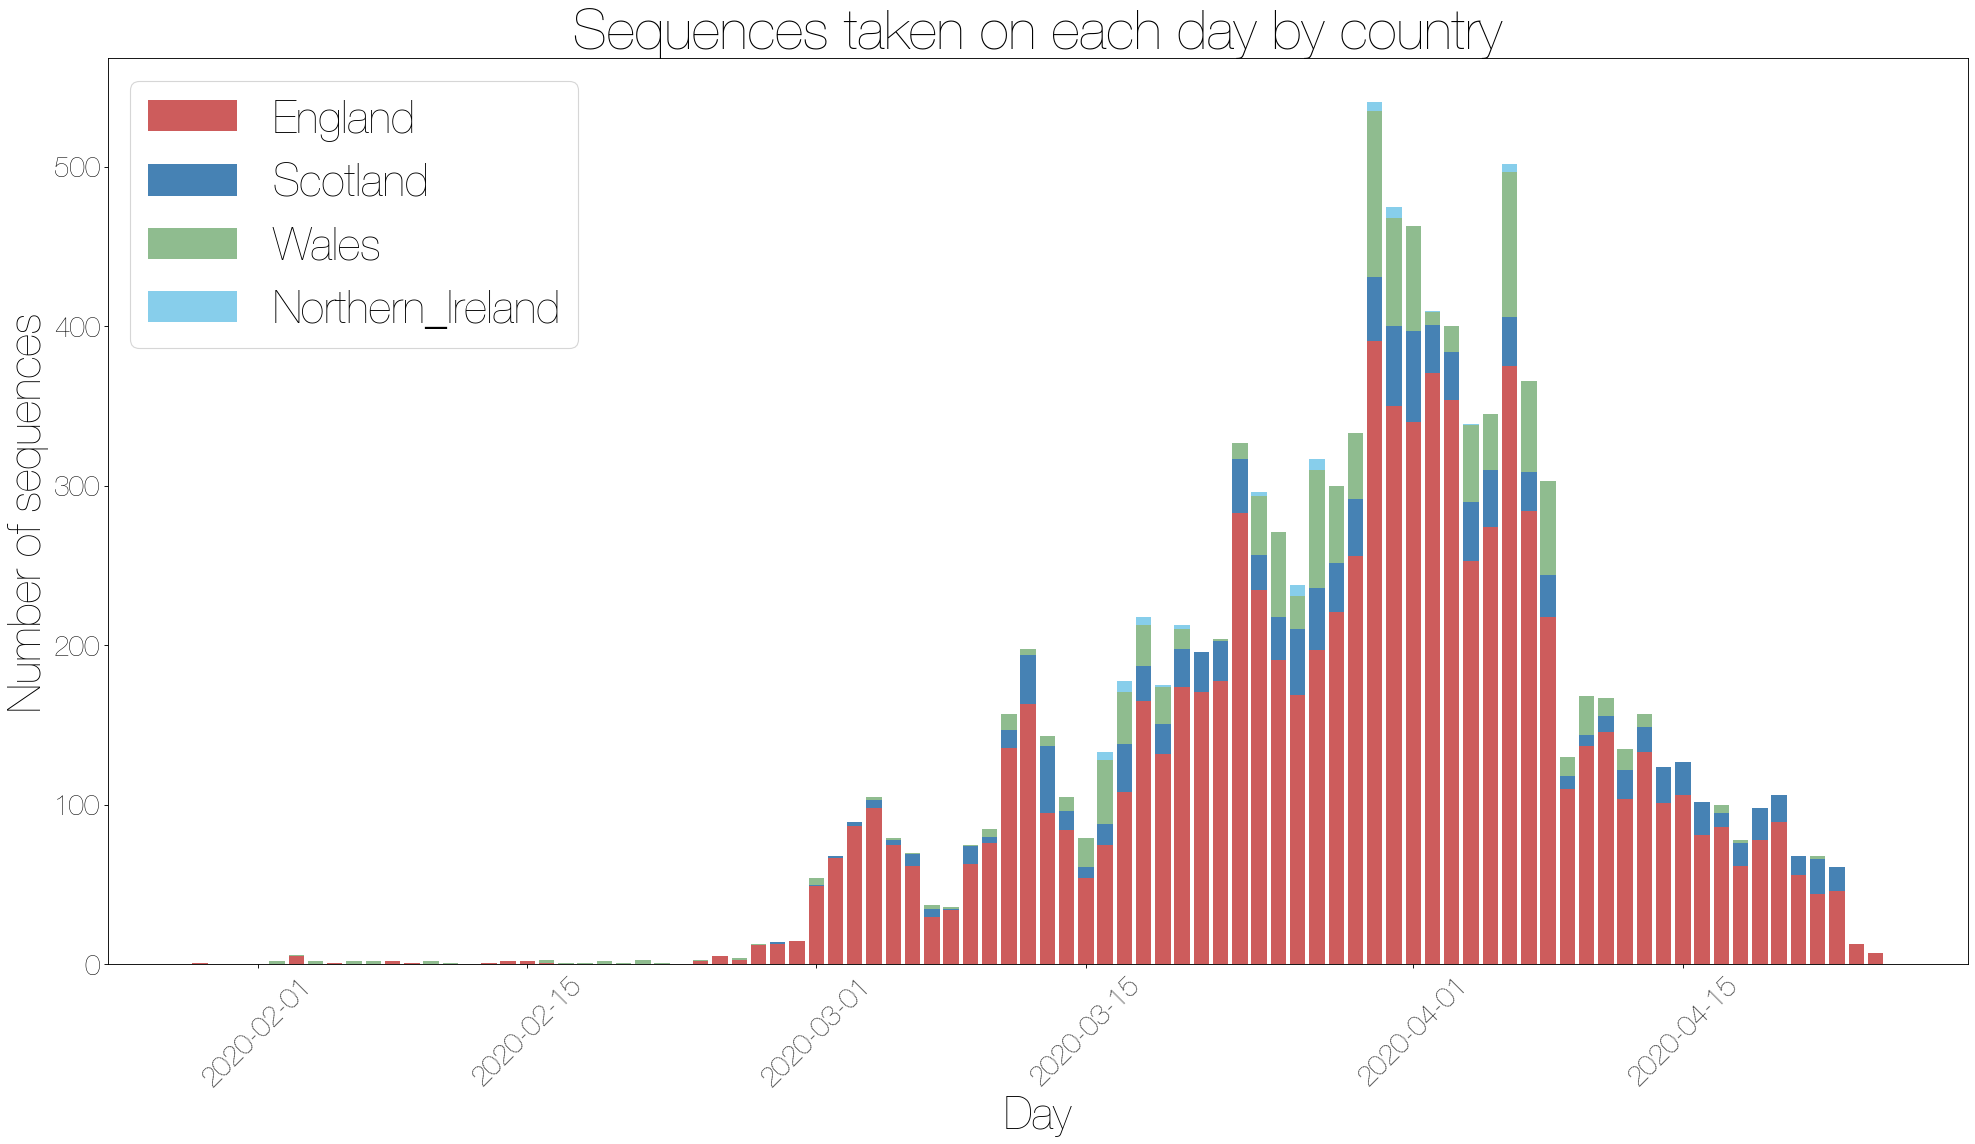 Sequences taken on each day by country
England
Scotland
Wales
Northern_Ireland
Number of sequences
500
400
300
200
100
0
2020-02-01
2020-02-15
2020-03-01
2020-03-15
2020-04-01
2020-04-15
Day